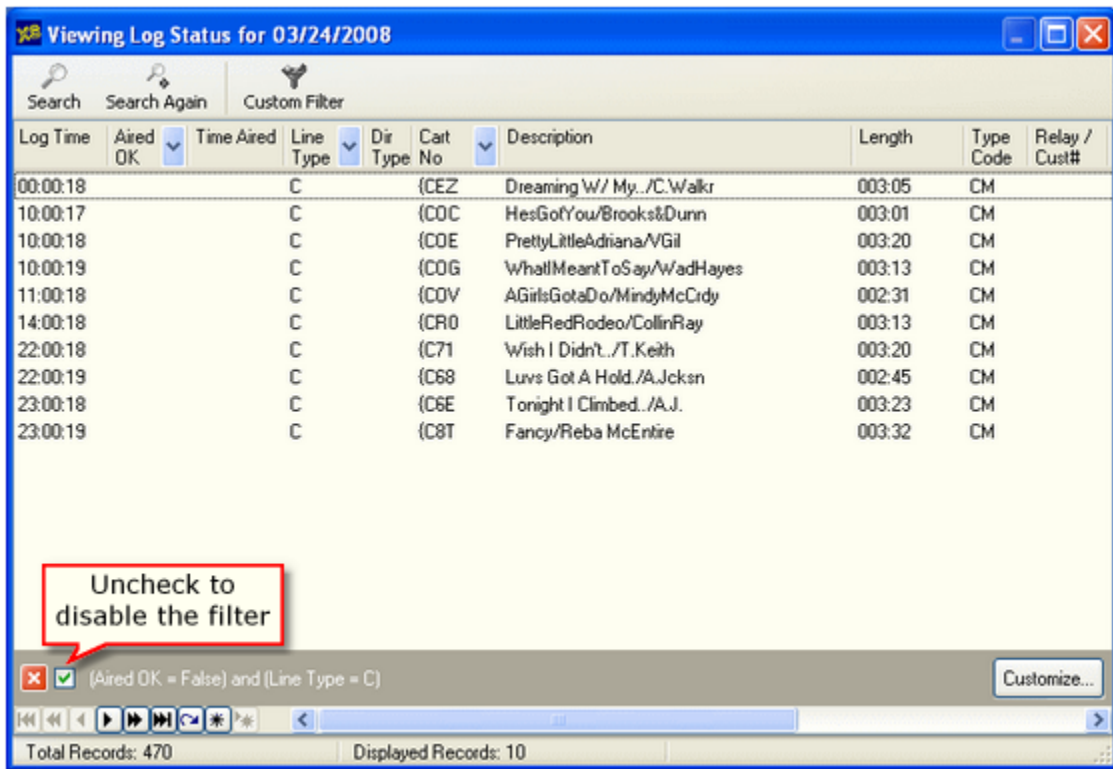 XB Viewing Log Status for 03/24/2008
Search Search Again Custom Filter
Log Time Aired OK Time Aired Line Type Dir Type Cart No Description Length Type Code Relay / Cust#
00:00:18 C {CEZ Dreaming W/ My../C.Walkr 003:05 CM
10:00:17 C {COC HesGotYou/Brooks&Dunn 003:01 CM
10:00:18 C {COE PrettyLittleAdriana/VGil 003:20 CM
10:00:19 C {COG WhatIMeantToSay/WadHayes 003:13 CM
11:00:18 C {COV AGirlsGotaDo/MindyMcCrdy 002:31 CM
14:00:18 C {CR0 LittleRedRodeo/CollinRay 003:13 CM
22:00:18 C {C71 Wish I Didn't../T.Keith 003:20 CM
22:00:19 C {C68 Luvs Got A Hold./A.Jcksn 002:45 CM
23:00:18 C {C6E Tonight I Climbed../A.J. 003:23 CM
23:00:19 C {C8T Fancy/Reba McEntire 003:32 CM
Uncheck to
disable the filter
(Aired OK = False) and (Line Type = C) Customize...
Total Records: 470 Displayed Records: 10